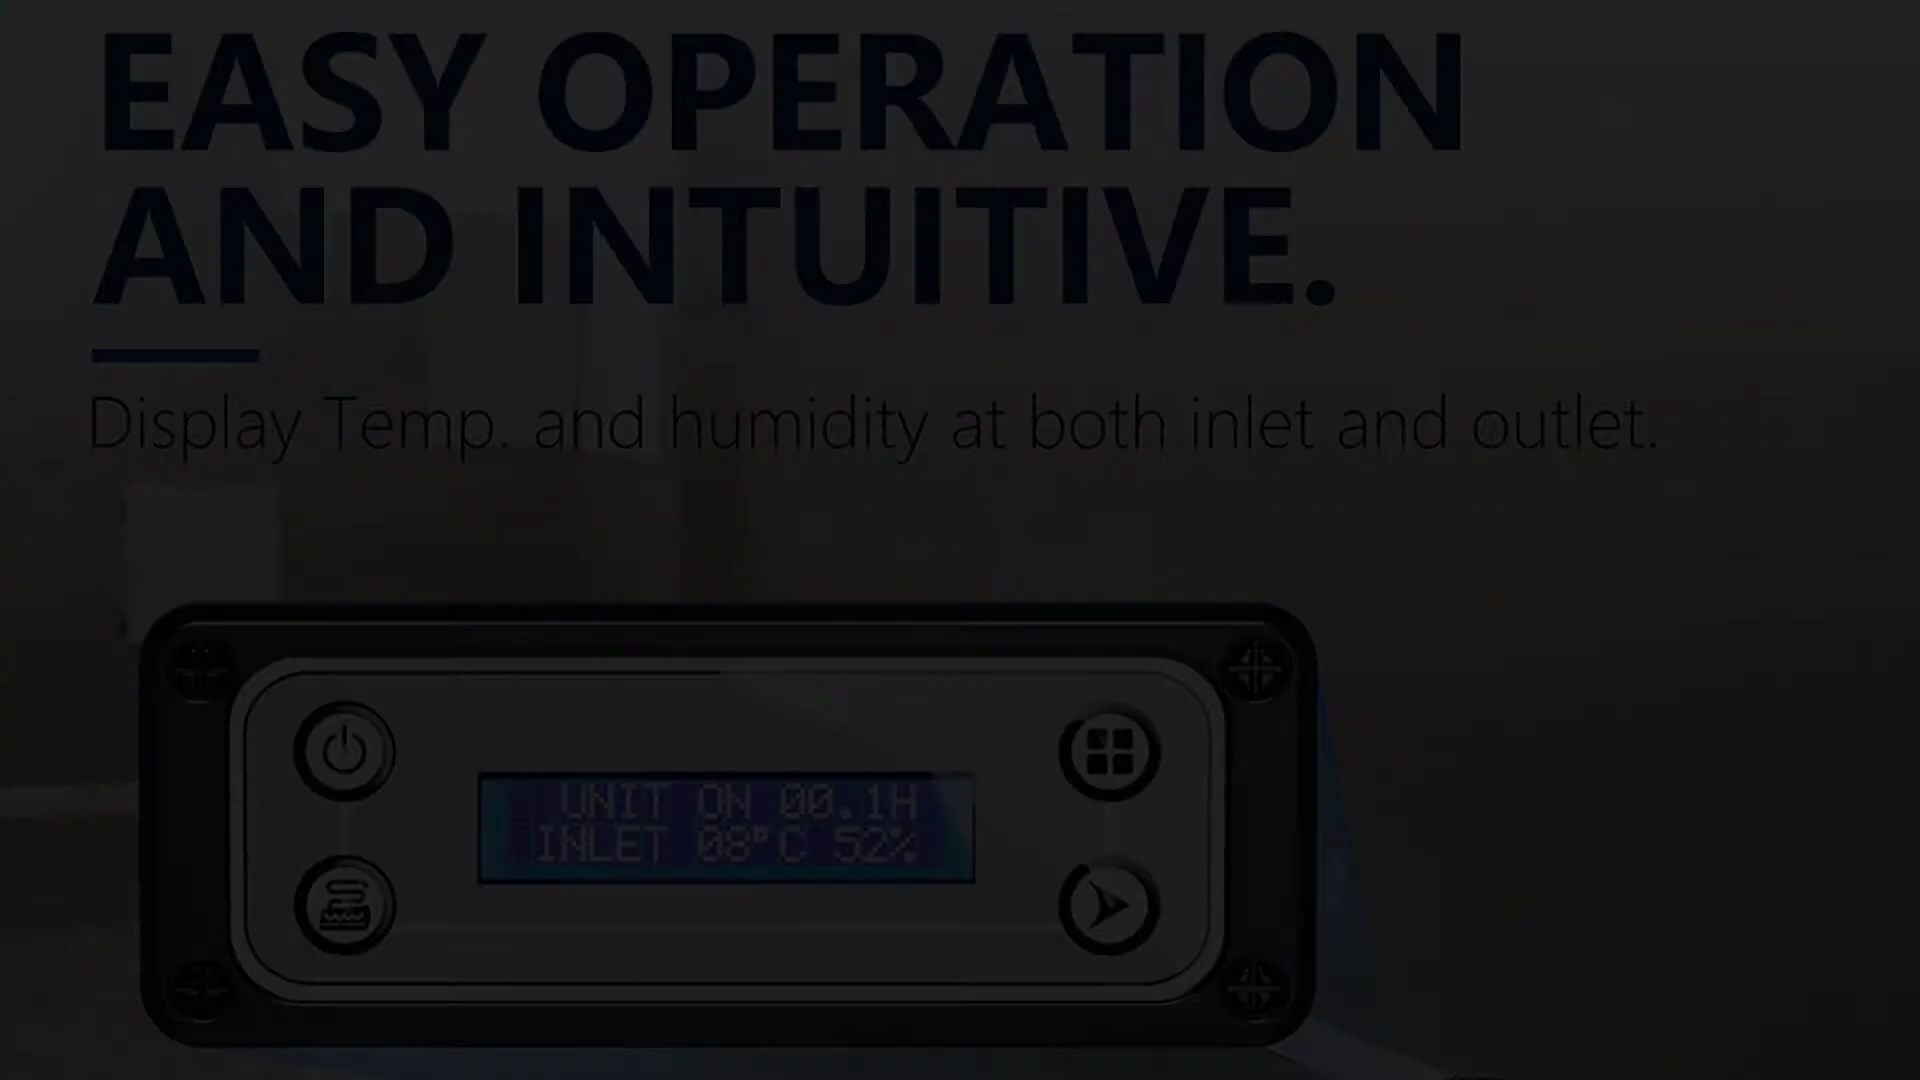 EASY OPERATION
AND INTUITIVE.
Display Temp. and humidity at both inlet and outlet.
UNIT ON 00.1H
INLET 08°C 52%